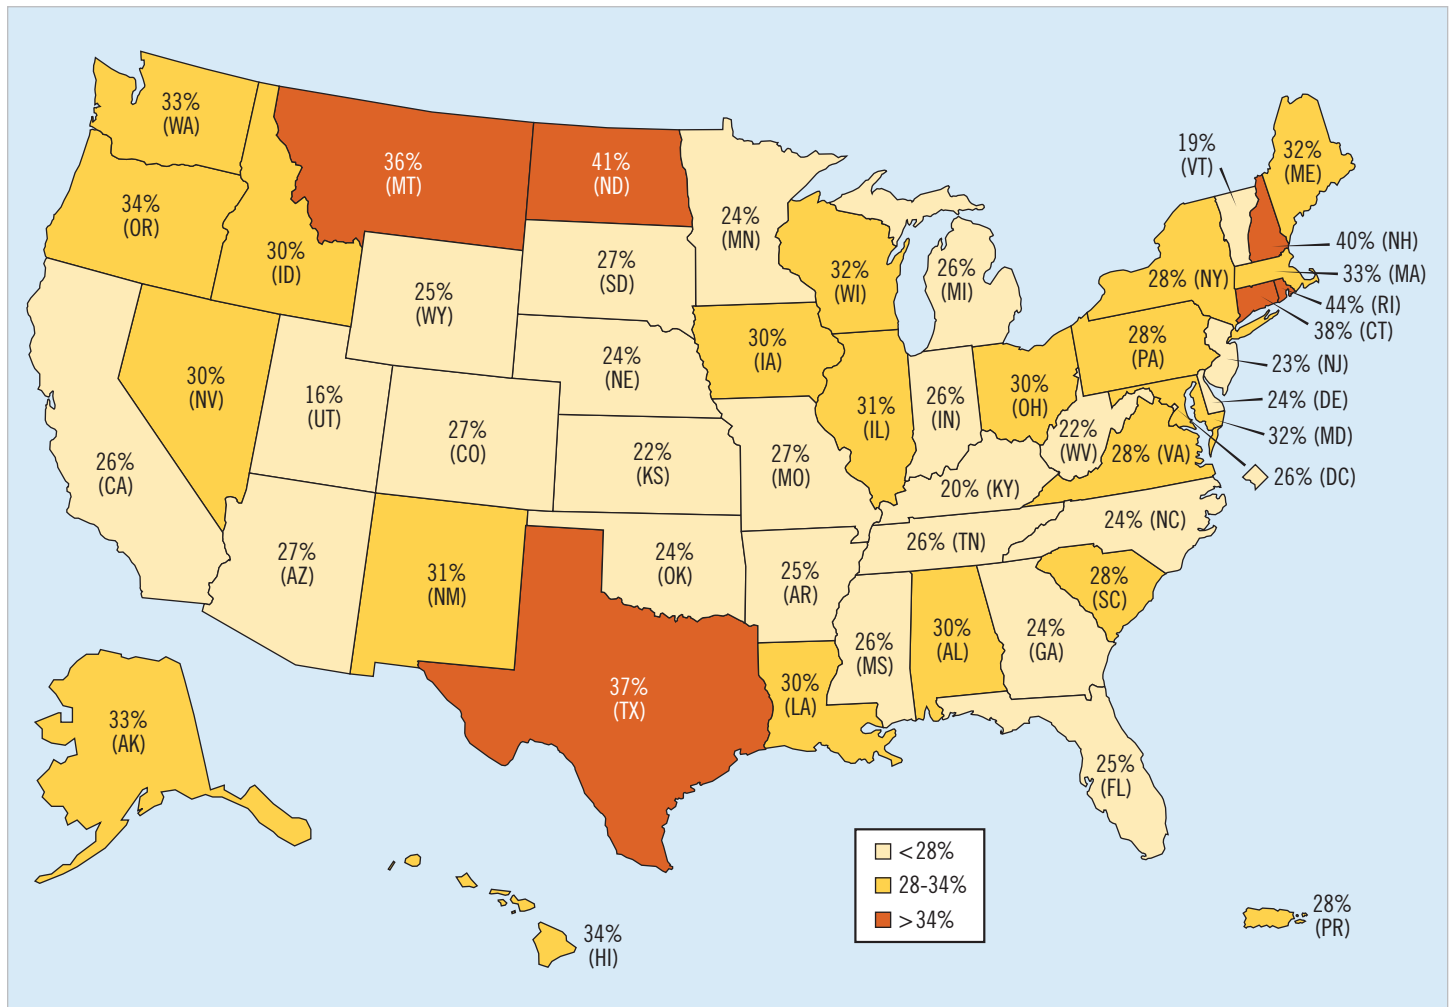 33%
(WA)
34%
(OR)
30%
(ID)
36%
(MT)
41%
(ND)
24%
(MN)
27%
(SD)
25%
(WY)
32%
(WI)
26%
(MI)
19%
(VT)
32%
(ME)
40% (NH)
33% (MA)
44% (RI)
38% (CT)
28% (NY)
28%
(PA)
23% (NJ)
24% (DE)
32% (MD)
26% (DC)
30%
(NV)
16%
(UT)
27%
(CO)
24%
(NE)
30%
(IA)
31%
(IL)
26%
(IN)
30%
(OH)
22%
(WV)
28% (VA)
26%
(CA)
22%
(KS)
27%
(MO)
20% (KY)
24% (NC)
26% (TN)
27%
(AZ)
31%
(NM)
24%
(OK)
25%
(AR)
28%
(SC)
26%
(MS)
30%
(AL)
24%
(GA)
37%
(TX)
30%
(LA)
25%
(FL)
33%
(AK)
34%
(HI)
28%
(PR)
<28%
28-34%
>34%